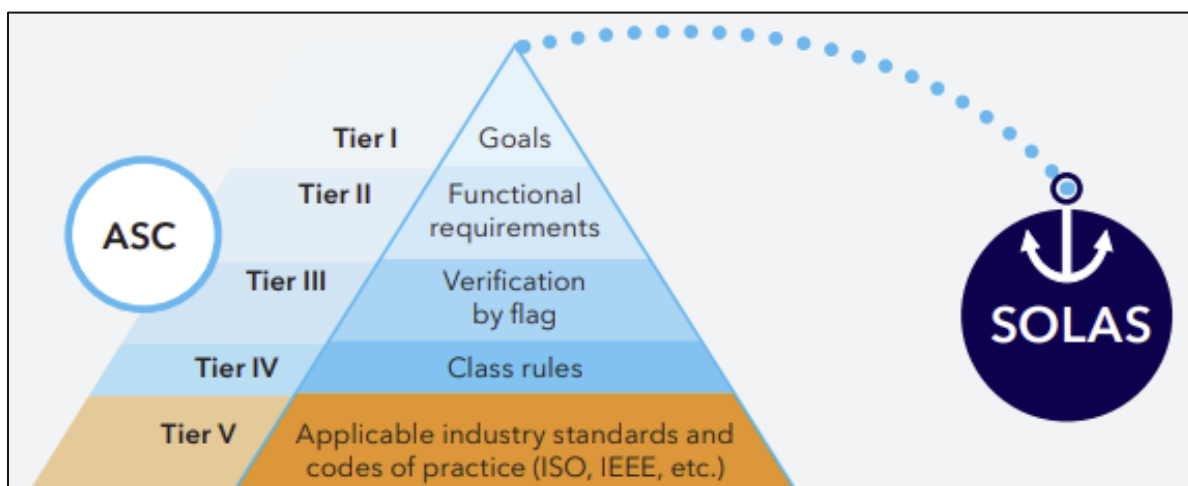 Tier I
Goals
Tier II
Functional
requirements
ASC
Tier III
Verification
by flag
SOLAS
Tier IV
Class rules
Tier V
Applicable industry standards and
codes of practice (ISO, IEEE, etc.)